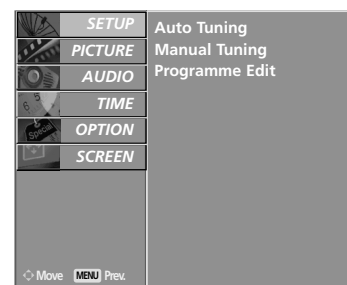 SETUP
PICTURE
AUDIO
TIME
OPTION
SCREEN
Auto Tuning
Manual Tuning
Programme Edit
Move MENU Prev.